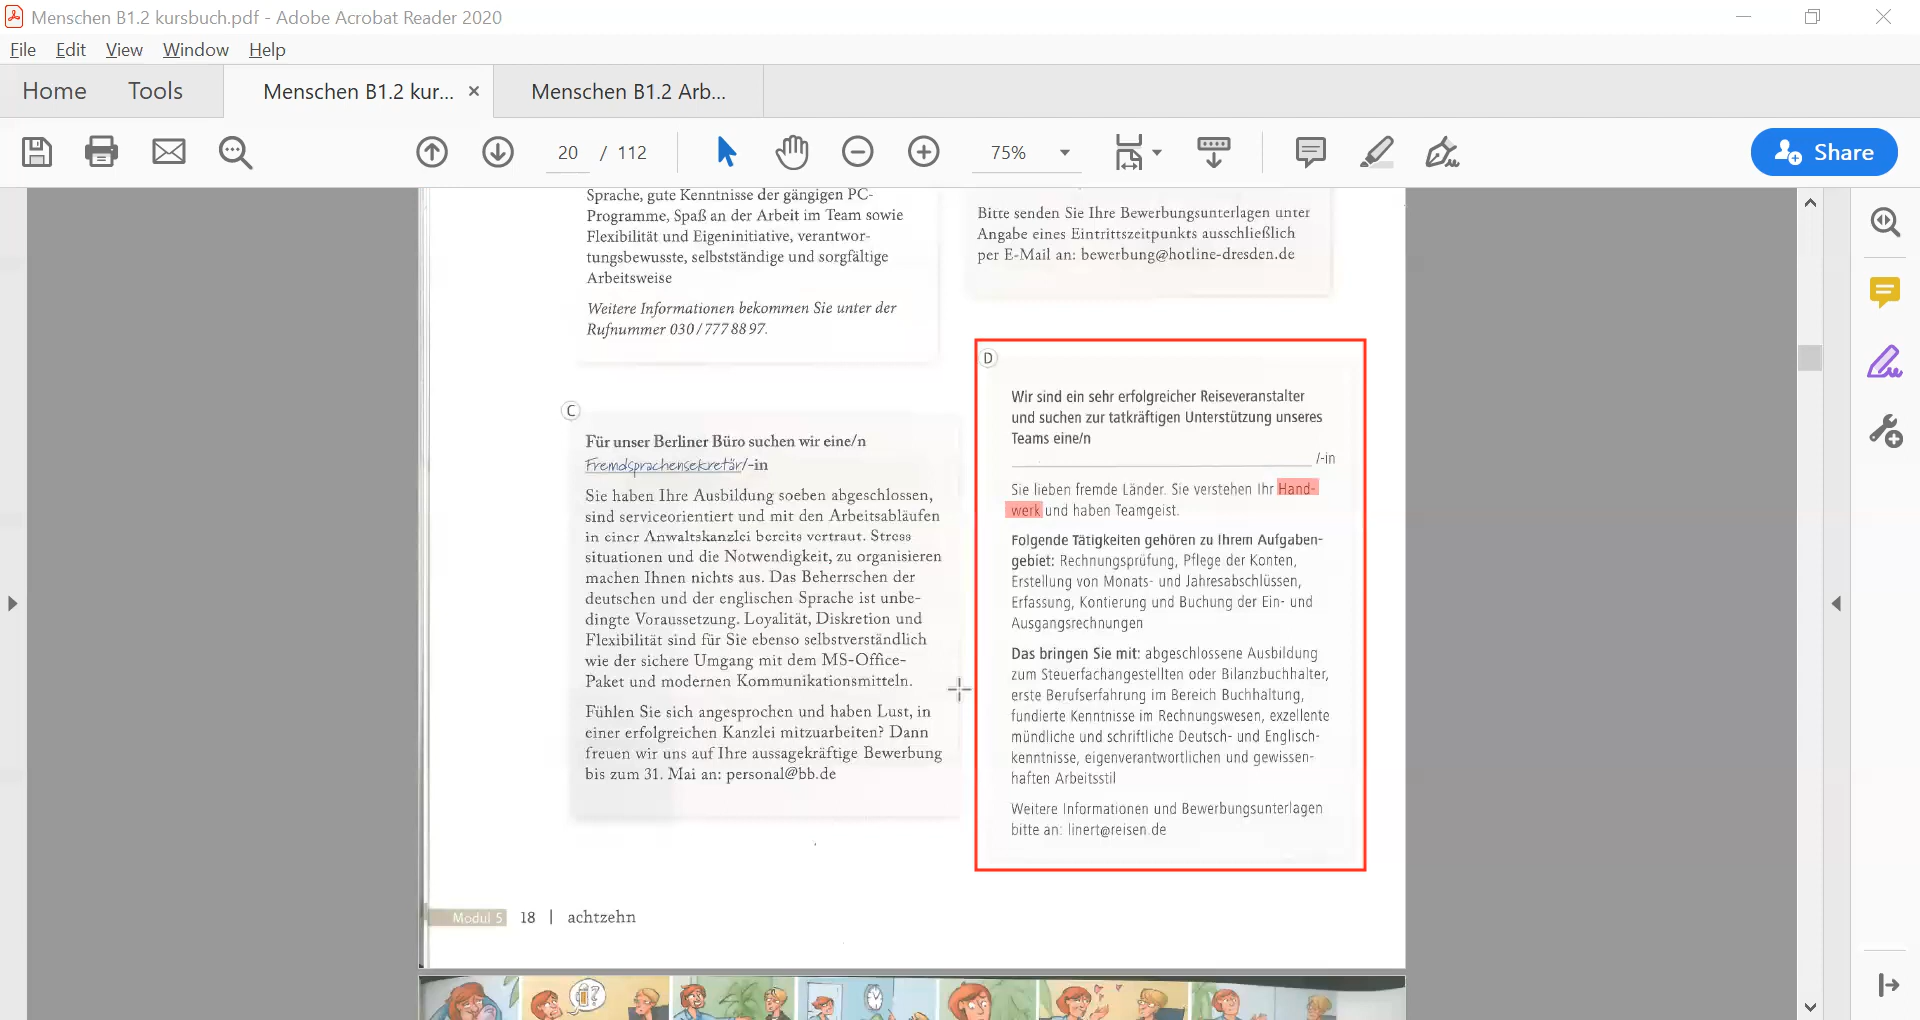 Menschen B1.2 kursbuch.pdf - Adobe Acrobat Reader 2020
File Edit View Window Help
Home Tools Menschen B1.2 kur... × Menschen B1.2 Arb...
20 / 112 75% Share
Sprache, gute Kenntnisse der gängigen PC-
Programme, Spaß an der Arbeit im Team sowie
Flexibilität und Eigeninitiative, verantwor-
tungsbewusste, selbstständige und sorgfältige
Arbeitsweise
Weitere Informationen bekommen Sie unter der
Rufnummer 030/777 88 97.
Bitte senden Sie Ihre Bewerbungsunterlagen unter
Angabe eines Eintrittszeitpunkts ausschließlich
per E-Mail an: bewerbung@hotline-dresden.de
C
Für unser Berliner Büro suchen wir eine/n
Fremdsprachensekretär/-in
Sie haben Ihre Ausbildung soeben abgeschlossen,
sind serviceorientiert und mit den Arbeitsabläufen
in einer Anwaltskanzlei bereits vertraut. Stress
situationen und die Notwendigkeit, zu organisieren
machen Ihnen nichts aus. Das Beherrschen der
deutschen und der englischen Sprache ist unbe-
dingte Voraussetzung. Loyalität, Diskretion und
Flexibilität sind für Sie ebenso selbstverständlich
wie der sichere Umgang mit dem MS-Office-
Paket und modernen Kommunikationsmitteln.
Fühlen Sie sich angesprochen und haben Lust, in
einer erfolgreichen Kanzlei mitzuarbeiten? Dann
freuen wir uns auf Ihre aussagekräftige Bewerbung
bis zum 31. Mai an: personal@bb.de
D
Wir sind ein sehr erfolgreicher Reiseveranstalter
und suchen zur tatkräftigen Unterstützung unseres
Teams eine/n
/-in
Sie lieben fremde Länder. Sie verstehen Ihr Hand-
werk und haben Teamgeist.
Folgende Tätigkeiten gehören zu Ihrem Aufgaben-
gebiet: Rechnungsprüfung, Pflege der Konten,
Erstellung von Monats- und Jahresabschlüssen,
Erfassung, Kontierung und Buchung der Ein- und
Ausgangsrechnungen
Das bringen Sie mit: abgeschlossene Ausbildung
zum Steuerfachangestellten oder Bilanzbuchhalter,
erste Berufserfahrung im Bereich Buchhaltung,
fundierte Kenntnisse im Rechnungswesen, exzellente
mündliche und schriftliche Deutsch- und Englisch-
kenntnisse, eigenverantwortlichen und gewissen-
haften Arbeitsstil
Weitere Informationen und Bewerbungsunterlagen
bitte an: linert@reisen.de
Modul 5 18 | achtzehn
?